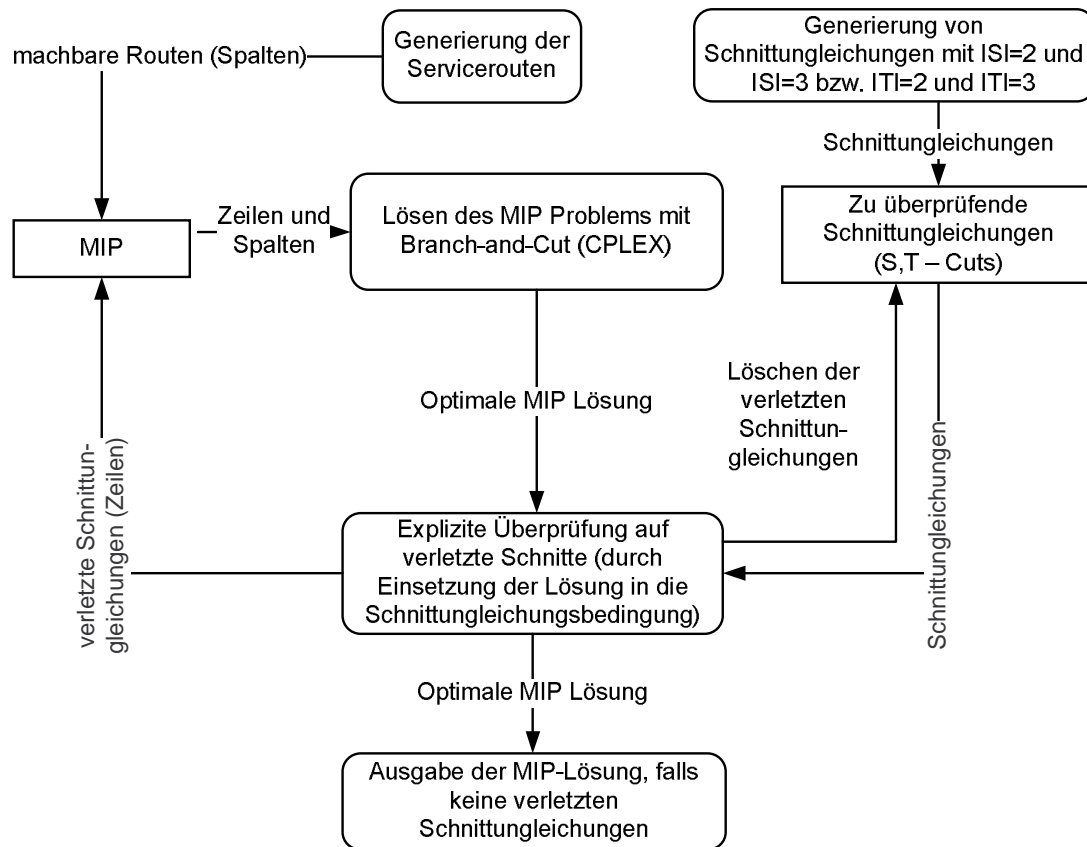 machbare Routen (Spalten)
Generierung der
Servicerouten
Generierung von
Schnittungleichungen mit ISI=2 und
ISI=3 bzw. ITI=2 und ITI=3
Schnittungleichungen
MIP
Zeilen und
Spalten
Lösen des MIP Problems mit
Branch-and-Cut (CPLEX)
Zu überprüfende
Schnittungleichungen
(S,T – Cuts)
Optimale MIP Lösung
Löschen der
verletzten
Schnittun-
gleichungen
Schnittungleichungen
verletzte Schnittun-
gleichungen (Zeilen)
Explizite Überprüfung auf
verletzte Schnitte (durch
Einsetzung der Lösung in die
Schnittungleichungsbedingung)
Optimale MIP Lösung
Ausgabe der MIP-Lösung, falls
keine verletzten
Schnittungleichungen